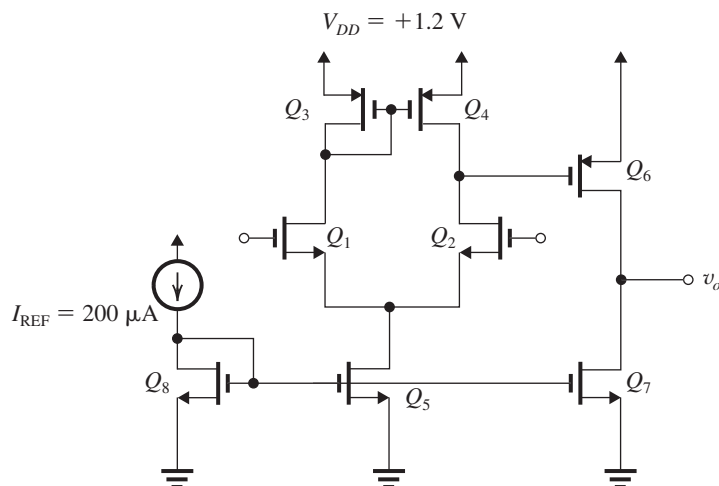 V_DD = +1.2 V
Q_3
Q_4
Q_6
Q_1
Q_2
v_o
I_REF = 200 μA
Q_8
Q_5
Q_7